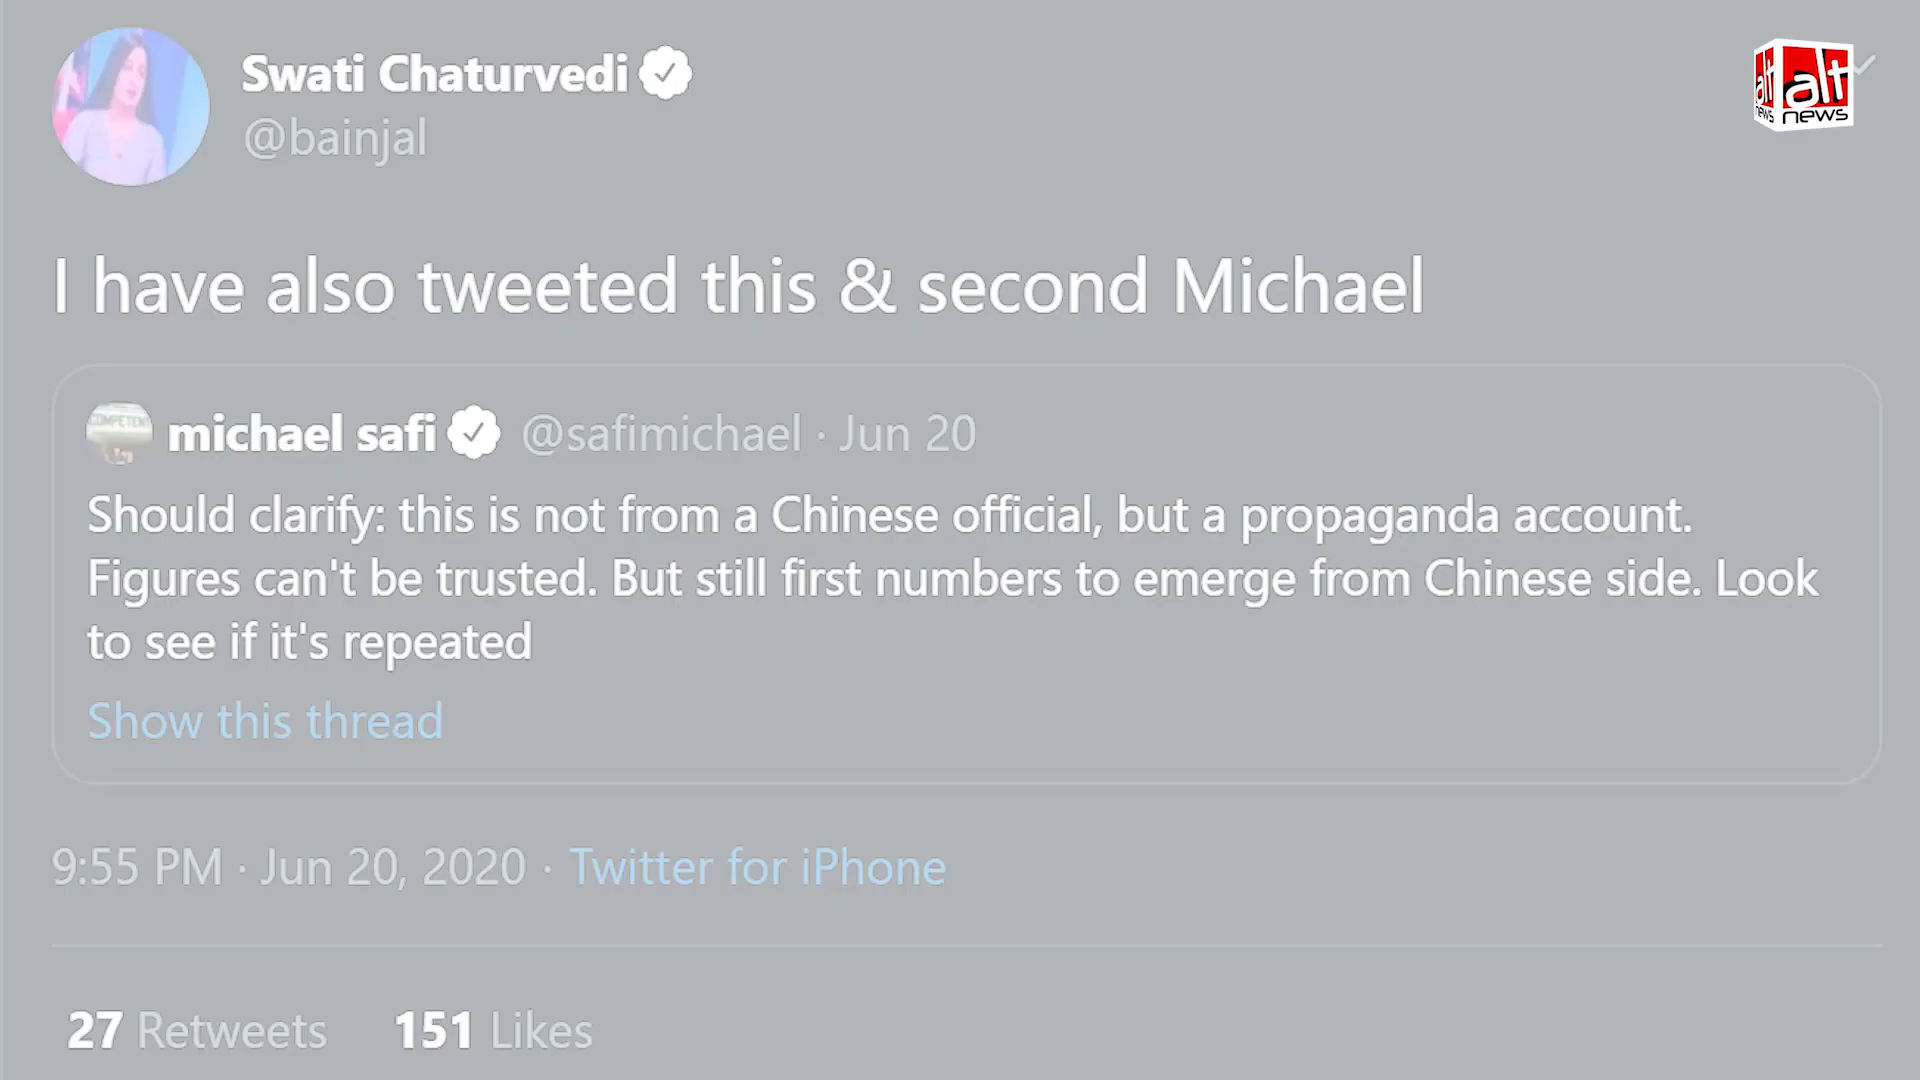 Swati Chaturvedi
@bainjal
alt news alt news
I have also tweeted this & second Michael
COMPETENT
michael safi @safimichael · Jun 20
Should clarify: this is not from a Chinese official, but a propaganda account.
Figures can't be trusted. But still first numbers to emerge from Chinese side. Look
to see if it's repeated
Show this thread
9:55 PM · Jun 20, 2020 · Twitter for iPhone
27 Retweets 151 Likes